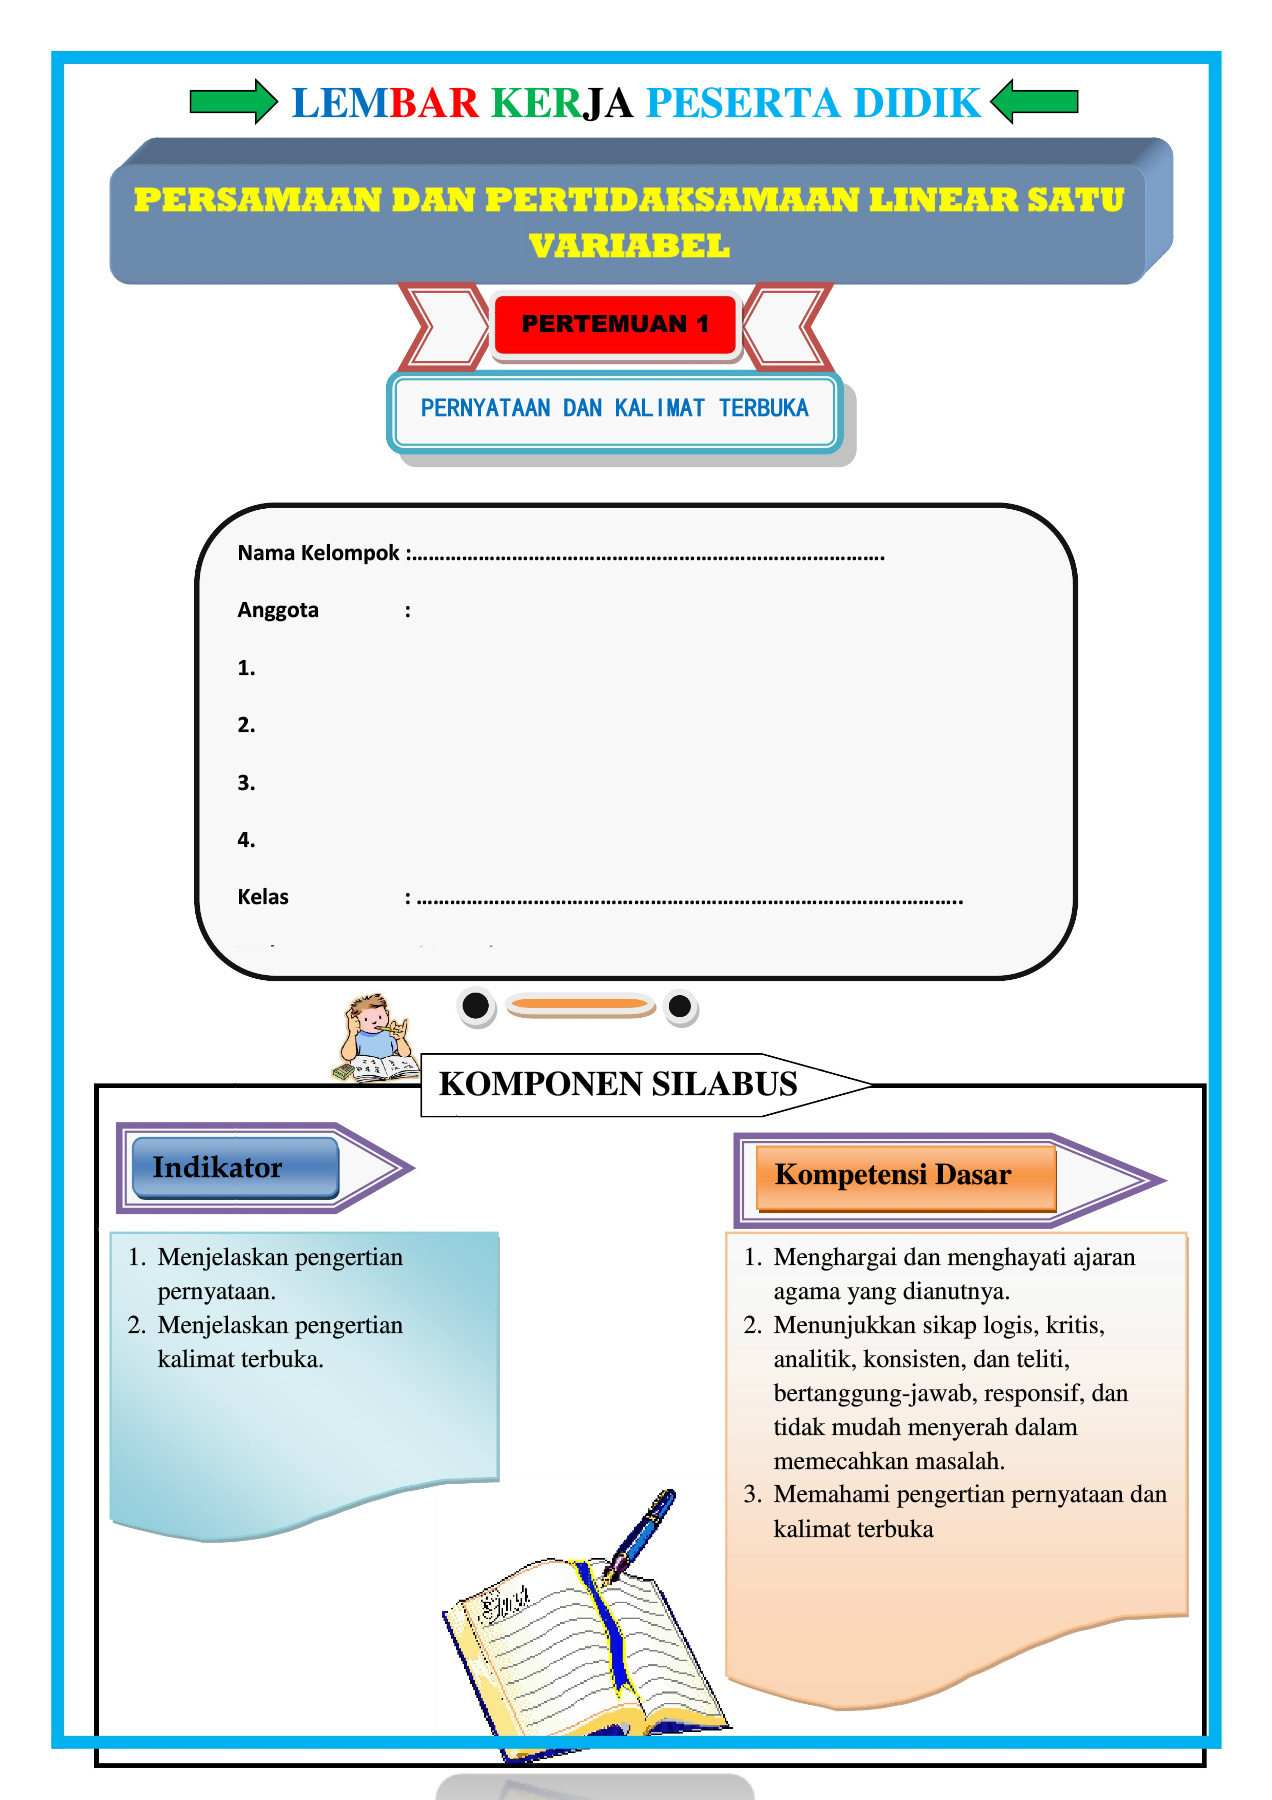 LEMBAR KERJA PESERTA DIDIK
PERSAMAAN DAN PERTIDAKSAMAAN LINEAR SATU
VARIABEL
PERTEMUAN 1
PERNYATAAN DAN KALIMAT TERBUKA
Nama Kelompok :………………………………………………………………………….
Anggota :
1.
2.
3.
4.
Kelas : ……………………………………………………………………………………..
KOMPONEN SILABUS
Indikator
1. Menjelaskan pengertian
pernyataan.
2. Menjelaskan pengertian
kalimat terbuka.
Kompetensi Dasar
1. Menghargai dan menghayati ajaran
agama yang dianutnya.
2. Menunjukkan sikap logis, kritis,
analitik, konsisten, dan teliti,
bertanggung-jawab, responsif, dan
tidak mudah menyerah dalam
memecahkan masalah.
3. Memahami pengertian pernyataan dan
kalimat terbuka